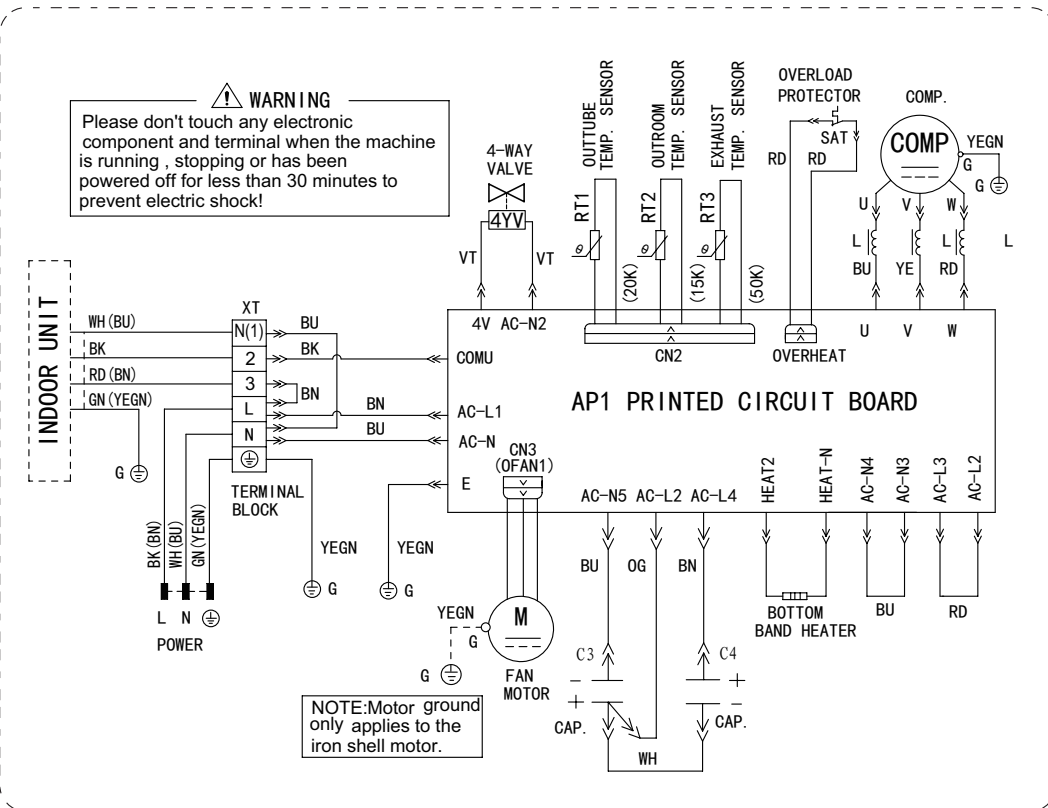 WARNING
Please don't touch any electronic
component and terminal when the machine
is running , stopping or has been
powered off for less than 30 minutes to
prevent electric shock!
4-WAY
VALVE
4YV
VT
VT
OUTTUBE
TEMP. SENSOR
OUTROOM
TEMP. SENSOR
EXHAUST
TEMP. SENSOR
RT1
RT2
RT3
θ
θ
θ
(20K)
(15K)
(50K)
OVERLOAD
PROTECTOR
SAT
RD
RD
COMP.
COMP
YEGN
G
G
U
V
W
L
L
L
BU
YE
RD
INDOOR UNIT
WH(BU)
BK
RD(BN)
GN(YEGN)
G
XT
N(1)
2
3
L
N
TERMINAL
BLOCK
BU
BK
BN
BN
BU
4V AC-N2
CN2
OVERHEAT
U
V
W
COMU
AC-L1
AC-N
E
AP1 PRINTED CIRCUIT BOARD
CN3
(OFAN1)
AC-N5 AC-L2 AC-L4
HEAT2
HEAT-N
AC-N4
AC-N3
AC-L3
AC-L2
BK(BN)
WH(BU)
GN(YEGN)
L N
POWER
YEGN
G
YEGN
G
YEGN
G
G
M
FAN
MOTOR
NOTE:Motor ground
only applies to the
iron shell motor.
BU
OG
BN
C3
C4
-
+
+
-
CAP.
CAP.
WH
BOTTOM
BAND HEATER
BU
RD